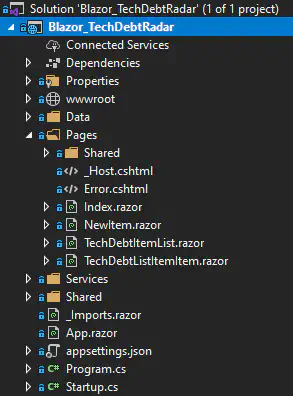 Solution 'Blazor_TechDebtRadar' (1 of 1 project)
Blazor_TechDebtRadar
Connected Services
Dependencies
Properties
wwwroot
Data
Pages
Shared
_Host.cshtml
Error.cshtml
Index.razor
NewItem.razor
TechDebtItemList.razor
TechDebtListItemItem.razor
Services
Shared
_Imports.razor
App.razor
appsettings.json
C# Program.cs
C# Startup.cs